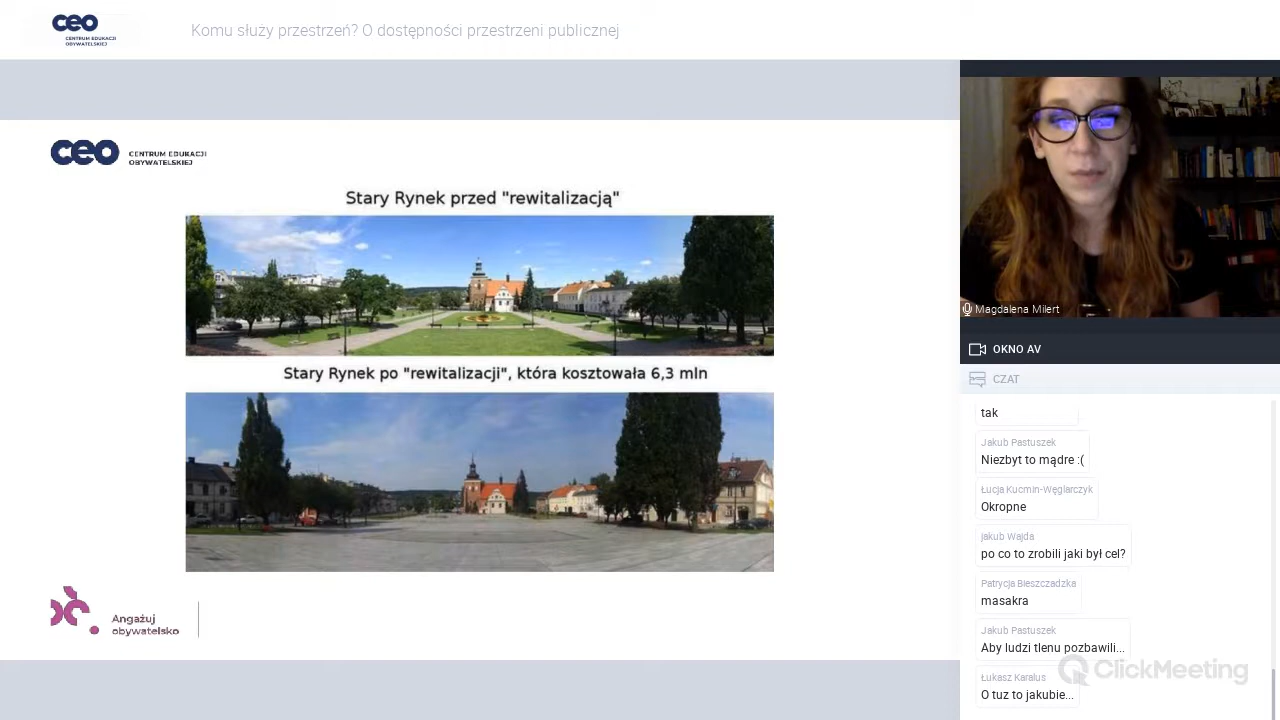 ceo
CENTRUM EDUKACJI
OBYWATELSKIEJ
Komu służy przestrzeń? O dostępności przestrzeni publicznej
ceo
CENTRUM EDUKACJI
OBYWATELSKIEJ
Stary Rynek przed "rewitalizacją"
Stary Rynek po "rewitalizacji", która kosztowała 6,3 mln
Angażuj
obywatelsko
Magdalena Milert
OKNO AV
CZAT
tak
Jakub Pastuszek
Niezbyt to mądre :(
Łucja Kucmin-Węglarczyk
Okropne
jakub Wajda
po co to zrobili jaki był cel?
Patrycja Bieszczadzka
masakra
Jakub Pastuszek
Aby ludzi tlenu pozbawili...
Łukasz Karalus
O tuz to jakubie...
ClickMeeting